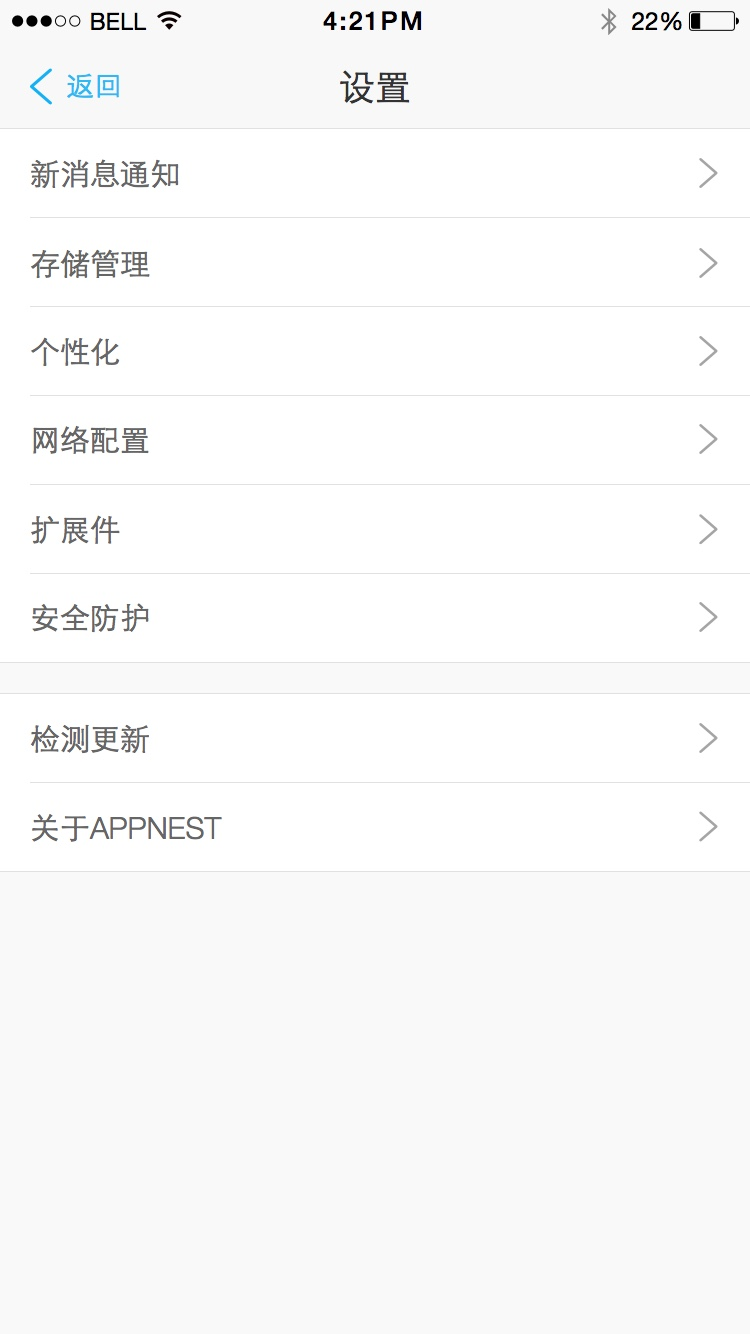 BELL 4:21PM 22%
返回 设置
新消息通知
存储管理
个性化
网络配置
扩展件
安全防护
检测更新
关于APPNEST